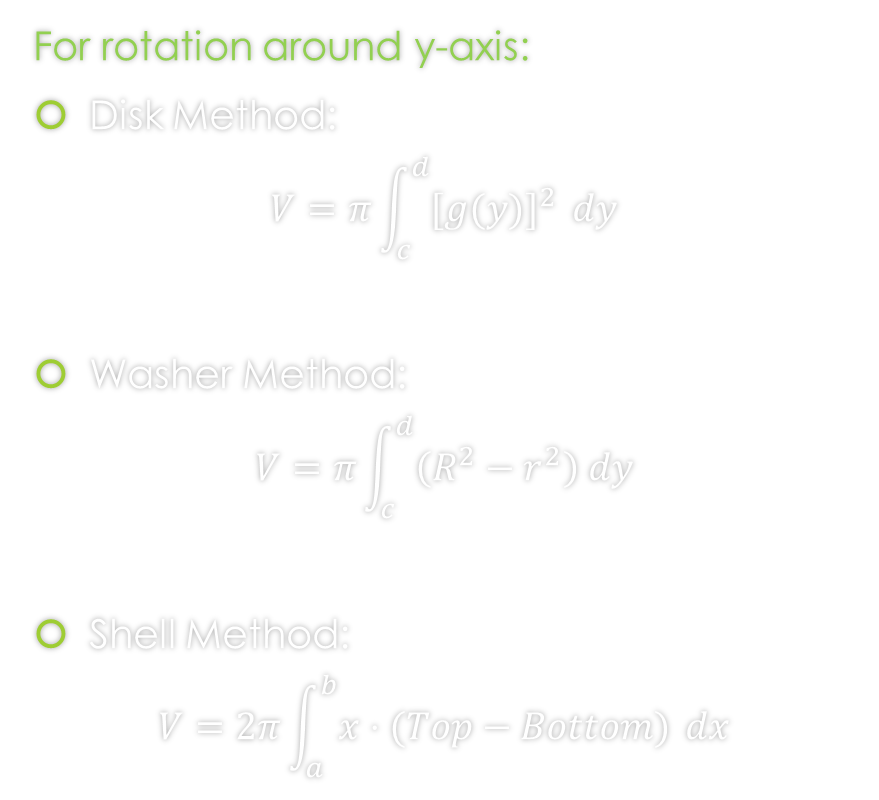 For rotation around y-axis:
Disk Method:
V = π ∫_c^d [g(y)]² dy
Washer Method:
V = π ∫_c^d (R² − r²) dy
Shell Method:
V = 2π ∫_a^b x · (Top − Bottom) dx